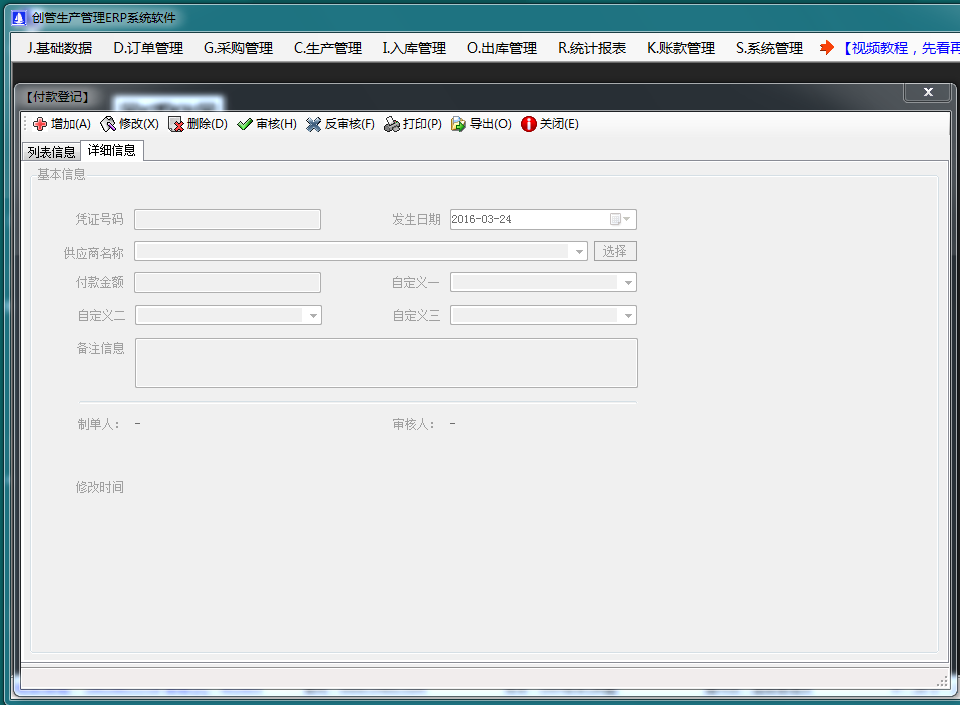 创管生产管理ERP系统软件
J.基础数据 D.订单管理 G.采购管理 C.生产管理 I.入库管理 O.出库管理 R.统计报表 K.账款管理 S.系统管理 【视频教程，先看再
【付款登记】
增加(A) 修改(X) 删除(D) 审核(H) 反审核(F) 打印(P) 导出(O) 关闭(E)
列表信息 详细信息
基本信息
凭证号码 发生日期 2016-03-24
供应商名称 选择
付款金额 自定义一
自定义二 自定义三
备注信息
制单人： - 审核人： -
修改时间